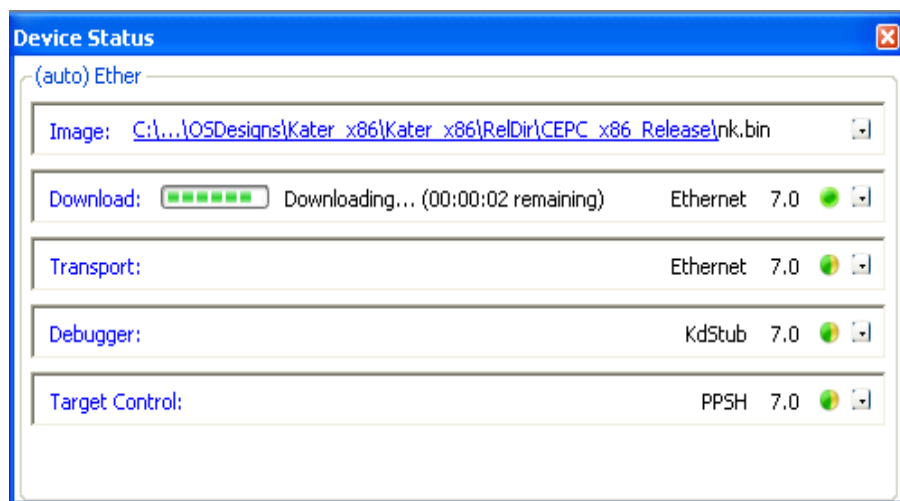 Device Status
(auto) Ether
Image: C:\...\OSDesigns\Kater_x86\Kater_x86\RelDir\CEPC_x86_Release\nk.bin
Download: Downloading... (00:00:02 remaining) Ethernet 7.0
Transport: Ethernet 7.0
Debugger: KdStub 7.0
Target Control: PPSH 7.0